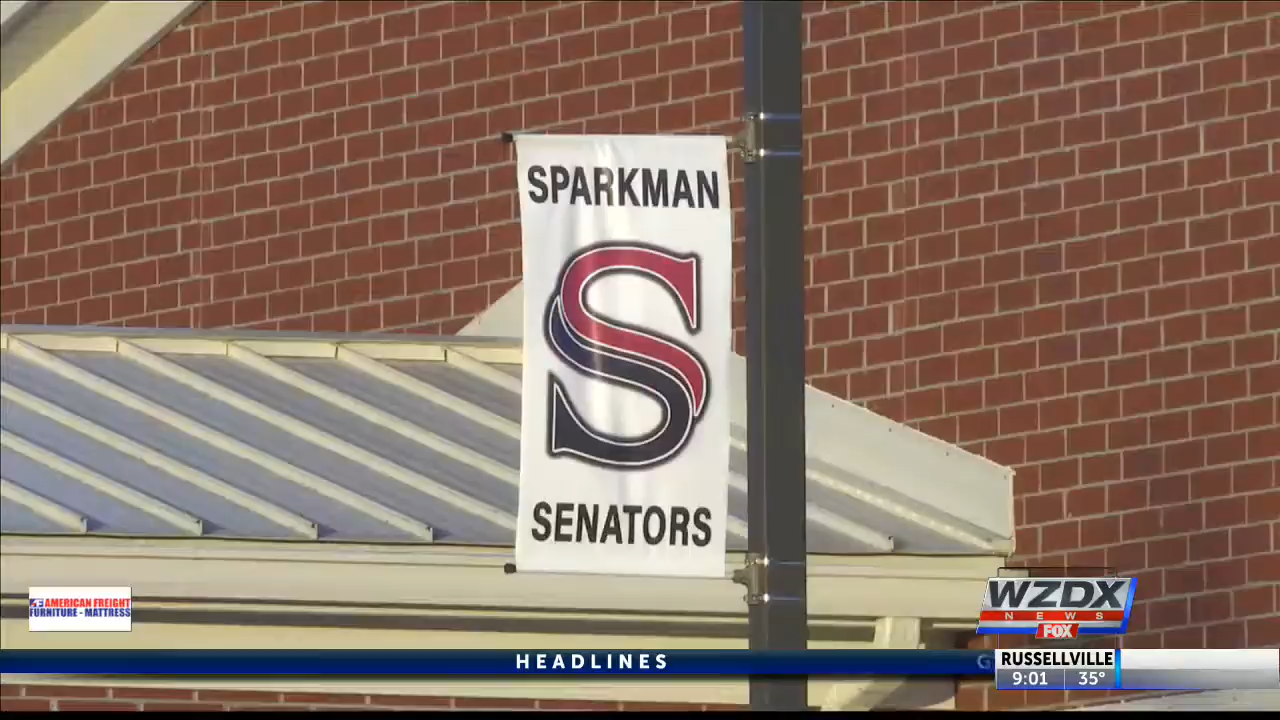 SPARKMAN
S
SENATORS
AMERICAN FREIGHT
FURNITURE - MATTRESS
WZDX
NEWS
FOX
HEADLINES
G
RUSSELLVILLE
9:01 35°